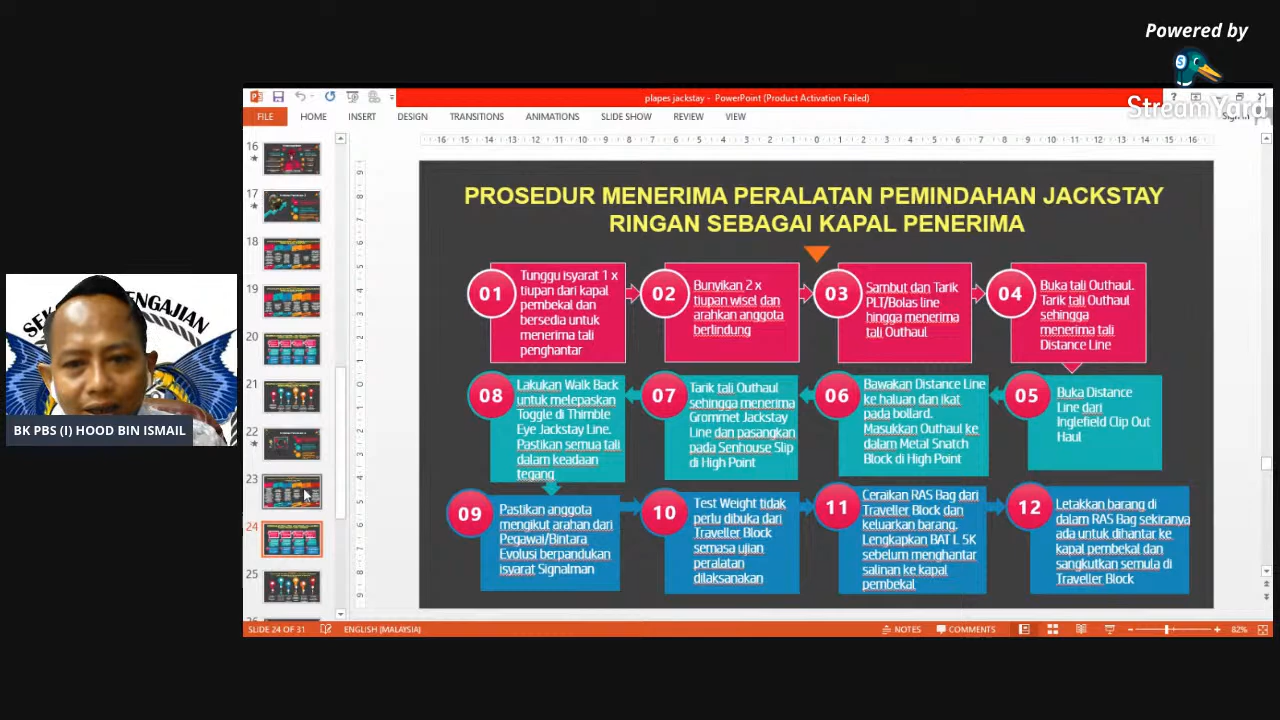 Powered by
StreamYard
plapes jackstay - PowerPoint (Product Activation Failed)
FILE HOME INSERT DESIGN TRANSITIONS ANIMATIONS SLIDE SHOW REVIEW VIEW
PROSEDUR MENERIMA PERALATAN PEMINDAHAN JACKSTAY
RINGAN SEBAGAI KAPAL PENERIMA
01
Tunggu isyarat 1 x
tiupan dari kapal
pembekal dan
bersedia untuk
menerima tali
penghantar
02
Bunyikan 2 x
tiupan wisel dan
arahkan anggota
berlindung
03
Sambut dan Tarik
PLT/Bolas line
hingga menerima
tali Outhaul
04
Buka tali Outhaul.
Tarik tali Outhaul
sehingga
menerima tali
Distance Line
05
Buka Distance
Line dari
Inglefield Clip Out
Haul
06
Bawakan Distance Line
ke haluan dan ikat
pada bollard.
Masukkan Outhaul ke
dalam Metal Snatch
Block di High Point
07
Tarik tali Outhaul
sehingga menerima
Grommet Jackstay
Line dan pasangkan
pada Senhouse Slip
di High Point
08
Lakukan Walk Back
untuk melepaskan
Toggle di Thimble
Eye Jackstay Line.
Pastikan semua tali
dalam keadaan
tegang
09
Pastikan anggota
mengikut arahan dari
Pegawai/Bintara
Evolusi berpandukan
isyarat Signalman
10
Test Weight tidak
perlu dibuka dari
Traveller Block
semasa ujian
peralatan
dilaksanakan
11
Ceraikan RAS Bag dari
Traveller Block dan
keluarkan barang.
Lengkapkan BAT L 5K
sebelum menghantar
salinan ke kapal
pembekal
12
Letakkan barang di
dalam RAS Bag sekiranya
ada untuk dihantar ke
kapal pembekal dan
sangkutkan semula di
Traveller Block
16
17
18
19
20
21
22
23
24
25
BK PBS (I) HOOD BIN ISMAIL
SLIDE 24 OF 31 ENGLISH (MALAYSIA) NOTES COMMENTS 82%